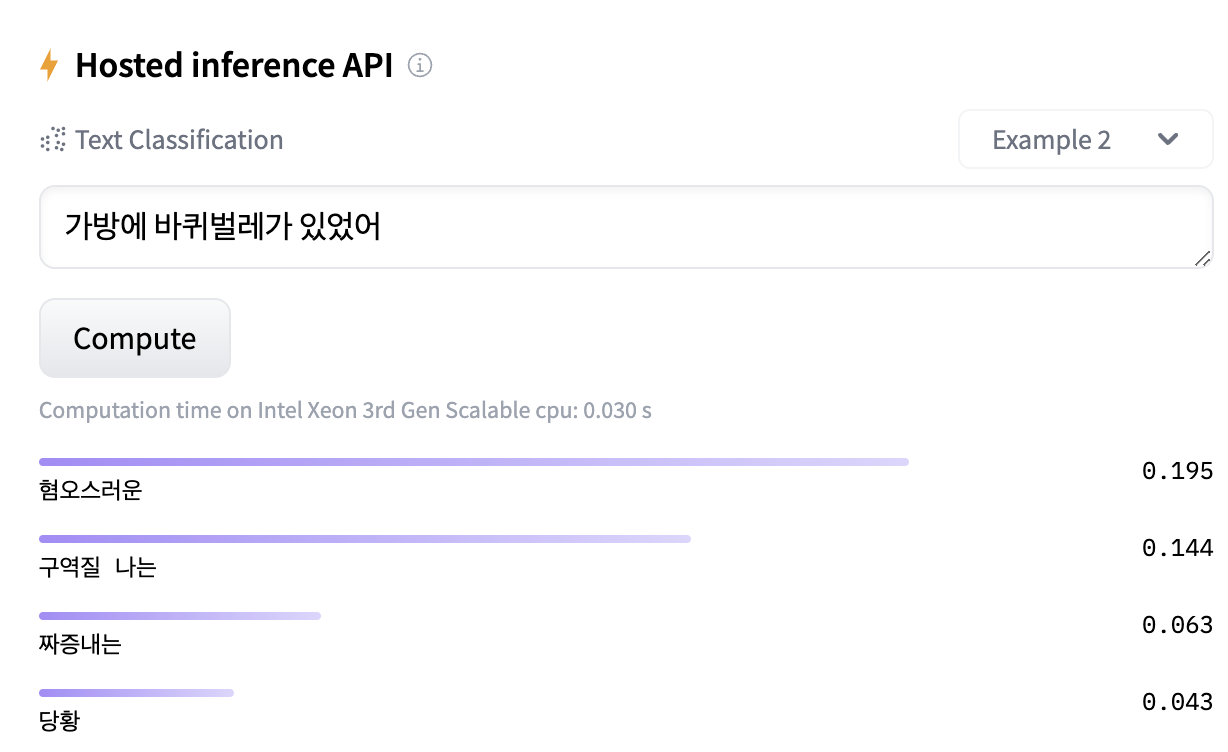 Hosted inference API
Text Classification
Example 2
가방에 바퀴벌레가 있었어
Compute
Computation time on Intel Xeon 3rd Gen Scalable cpu: 0.030 s
혐오스러운 0.195
구역질 나는 0.144
짜증내는 0.063
당황 0.043